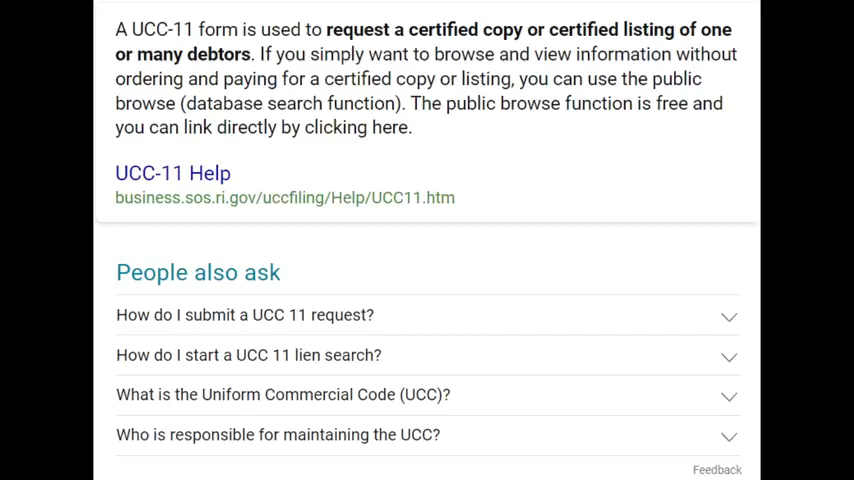 A UCC-11 form is used to request a certified copy or certified listing of one
or many debtors. If you simply want to browse and view information without
ordering and paying for a certified copy or listing, you can use the public
browse (database search function). The public browse function is free and
you can link directly by clicking here.
UCC-11 Help
business.sos.ri.gov/uccfiling/Help/UCC11.htm
People also ask
How do I submit a UCC 11 request?
How do I start a UCC 11 lien search?
What is the Uniform Commercial Code (UCC)?
Who is responsible for maintaining the UCC?
Feedback